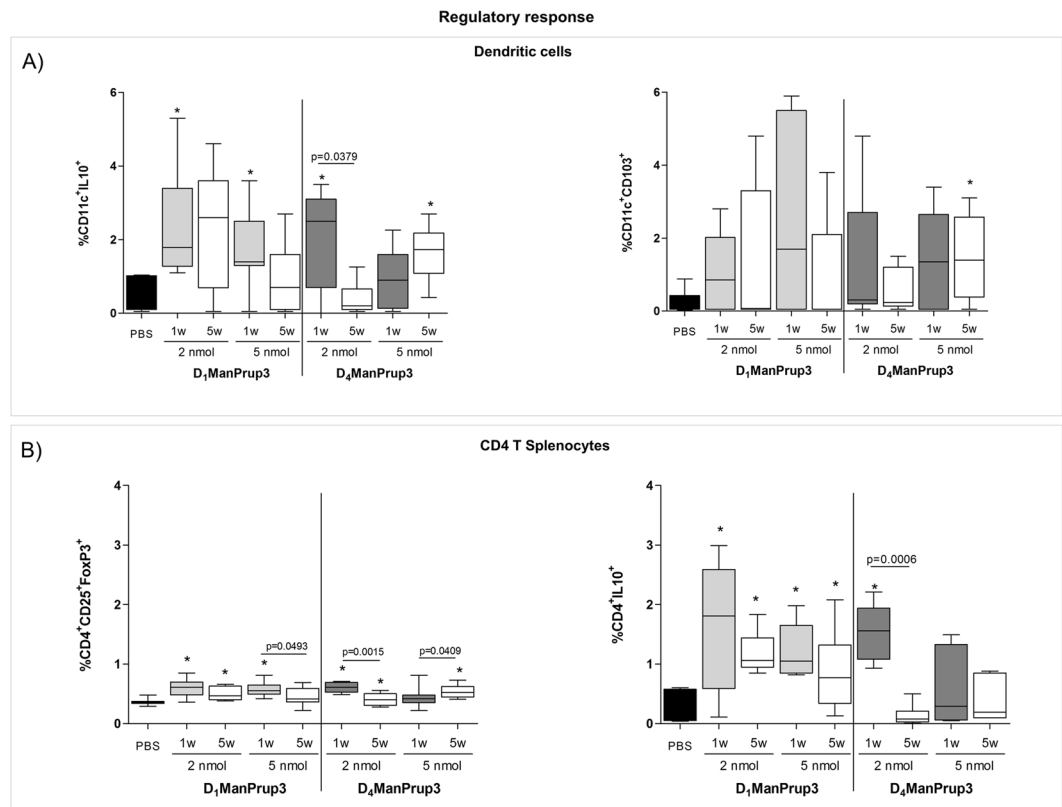 Regulatory response
A)
Dendritic cells
%CD11c⁺IL10⁺
6
4
2
0
*
*
p=0.0379
*
*
PBS
1w 5w 1w 5w 1w 5w 1w 5w
2 nmol 5 nmol 2 nmol 5 nmol
D₁ManPrup3 D₄ManPrup3
%CD11c⁺CD103⁺
6
4
2
0
*
PBS
1w 5w 1w 5w 1w 5w 1w 5w
2 nmol 5 nmol 2 nmol 5 nmol
D₁ManPrup3 D₄ManPrup3
B)
CD4 T Splenocytes
%CD4⁺CD25⁺FoxP3⁺
4
3
2
1
0
p=0.0493 p=0.0015 p=0.0409
* * * * * *
PBS
1w 5w 1w 5w 1w 5w 1w 5w
2 nmol 5 nmol 2 nmol 5 nmol
D₁ManPrup3 D₄ManPrup3
%CD4⁺IL10⁺
4
3
2
1
0
* * * *
p=0.0006
*
PBS
1w 5w 1w 5w 1w 5w 1w 5w
2 nmol 5 nmol 2 nmol 5 nmol
D₁ManPrup3 D₄ManPrup3